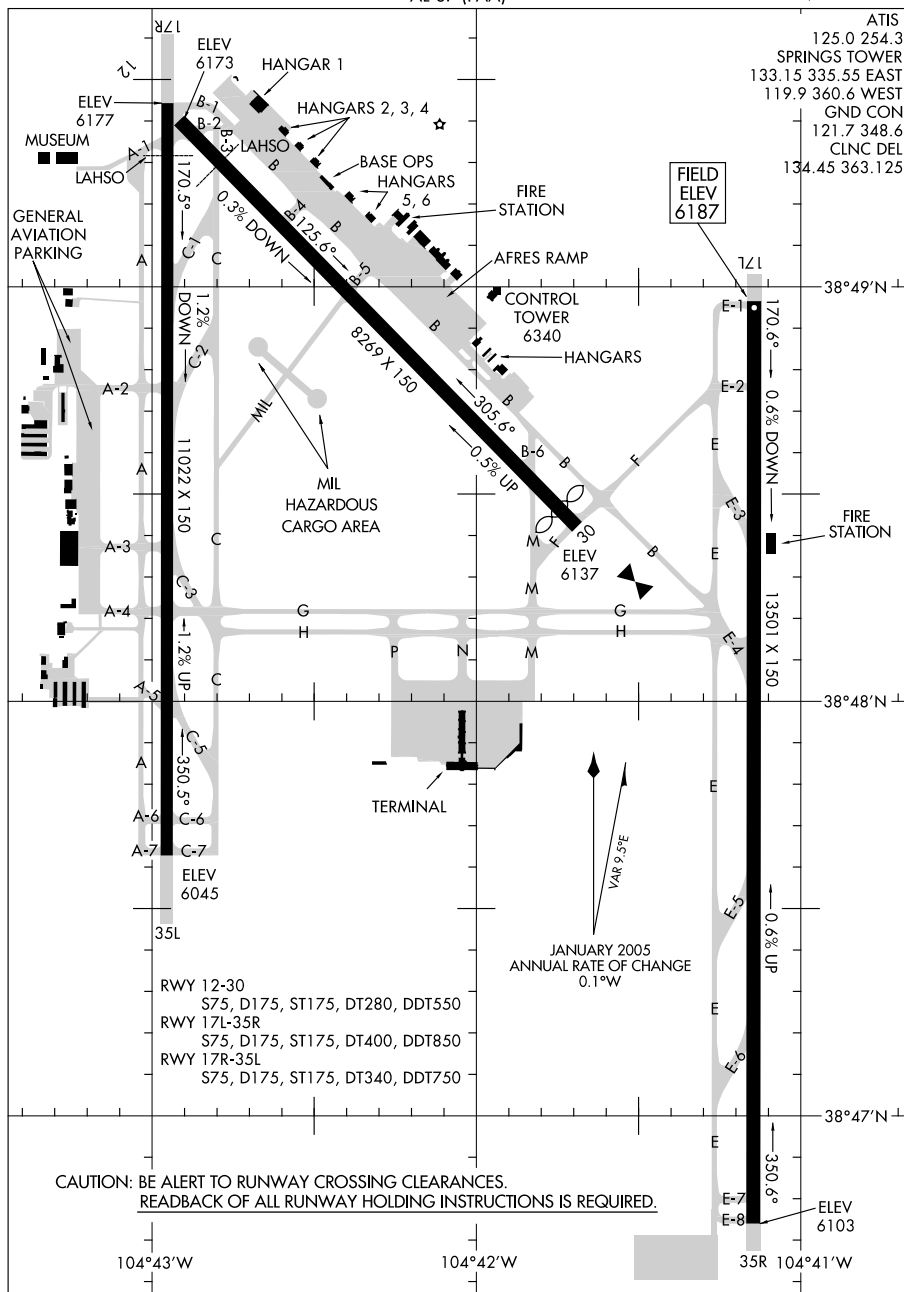 17R
ATIS
125.0 254.3
SPRINGS TOWER
133.15 335.55 EAST
119.9 360.6 WEST
GND CON
121.7 348.6
CLNC DEL
134.45 363.125
12
ELEV
6173
HANGAR 1
ELEV
6177
B-1
B-2
B-3
HANGARS 2, 3, 4
MUSEUM
A-1
LAHSO
LAHSO
B
BASE OPS
HANGARS
5, 6
FIRE
STATION
FIELD
ELEV
6187
GENERAL
AVIATION
PARKING
170.5°
0.3% DOWN
B-4
125.6°
B
B-5
AFRES RAMP
17L
A
C-1
C
38°49'N
E-1
1.2%
DOWN
CONTROL
TOWER
6340
B
170.6°
8269 X 150
HANGARS
C-2
A-2
E-2
MIL
305.6°
B
0.6% DOWN
11022 X 150
0.5% UP
B-6
B
F
E
A
MIL
HAZARDOUS
CARGO AREA
E-3
FIRE
STATION
A-3
C
M
F
30
ELEV
6137
B
E
C-3
M
13501 X 150
A-4
G
G
H
H
1.2% UP
P
N
M
E-4
C
A-5
38°48'N
C-5
350.5°
A
TERMINAL
E
VAR 9.5°E
A-6
C-6
A-7
C-7
ELEV
6045
E-5
0.6% UP
35L
JANUARY 2005
ANNUAL RATE OF CHANGE
0.1°W
RWY 12-30
S75, D175, ST175, DT280, DDT550
RWY 17L-35R
S75, D175, ST175, DT400, DDT850
RWY 17R-35L
S75, D175, ST175, DT340, DDT750
E
E-6
38°47'N
E
350.6°
CAUTION: BE ALERT TO RUNWAY CROSSING CLEARANCES.
READBACK OF ALL RUNWAY HOLDING INSTRUCTIONS IS REQUIRED.
E-7
E-8
ELEV
6103
35R
104°43'W
104°42'W
104°41'W